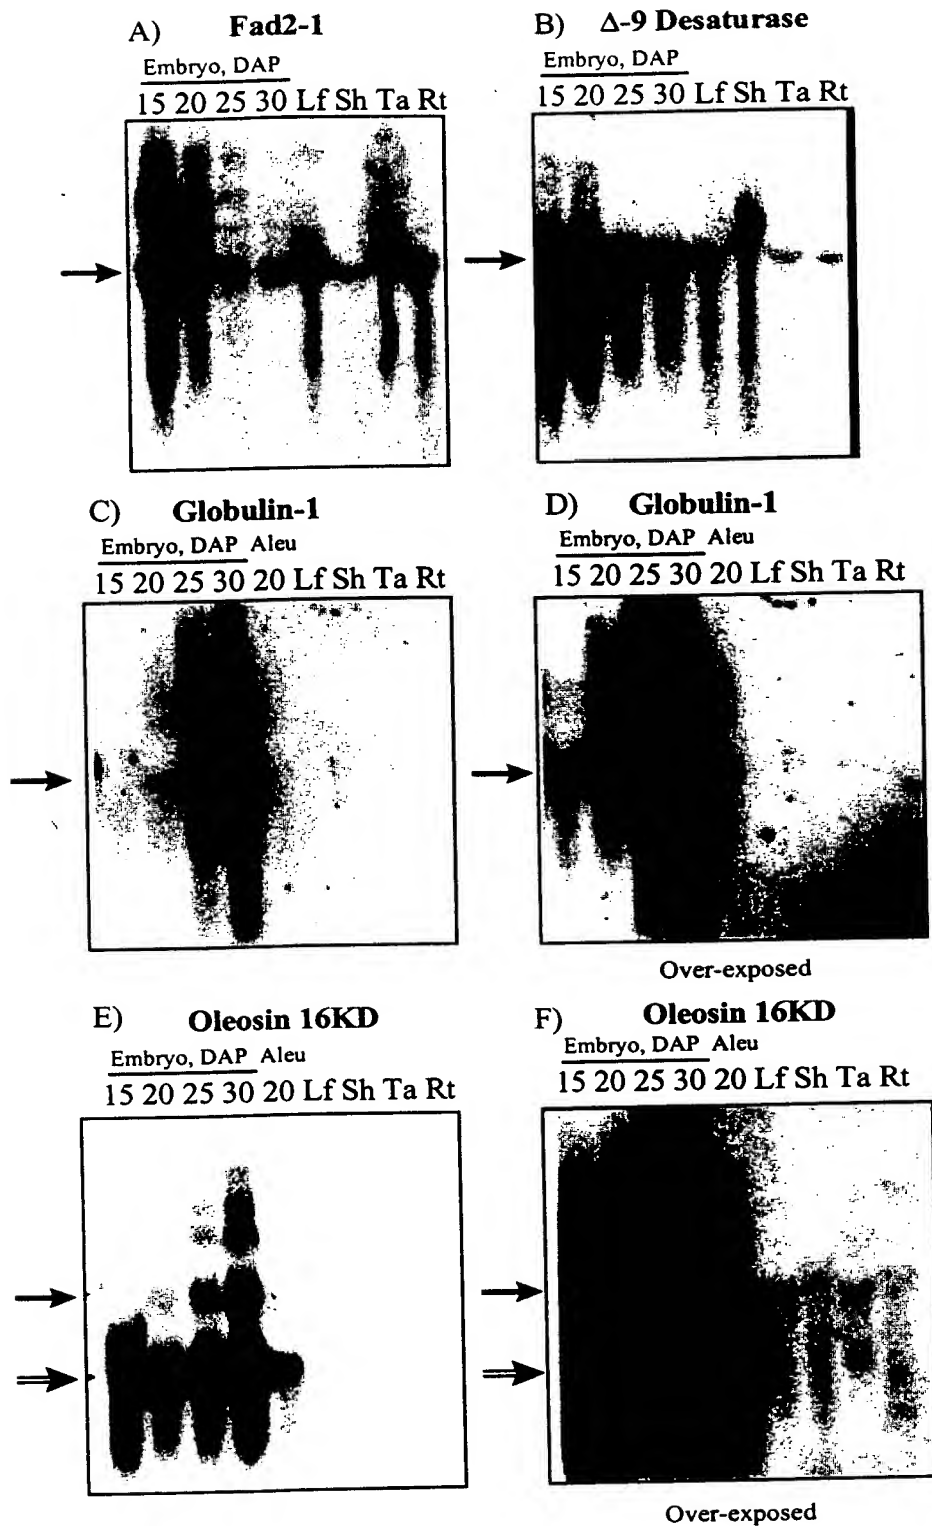 A) Fad2-1
Embryo, DAP
15 20 25 30 Lf Sh Ta Rt
B) Δ-9 Desaturase
Embryo, DAP
15 20 25 30 Lf Sh Ta Rt
C) Globulin-1
Embryo, DAP Aleu
15 20 25 30 20 Lf Sh Ta Rt
D) Globulin-1
Embryo, DAP Aleu
15 20 25 30 20 Lf Sh Ta Rt
Over-exposed
E) Oleosin 16KD
Embryo, DAP Aleu
15 20 25 30 20 Lf Sh Ta Rt
F) Oleosin 16KD
Embryo, DAP Aleu
15 20 25 30 20 Lf Sh Ta Rt
Over-exposed